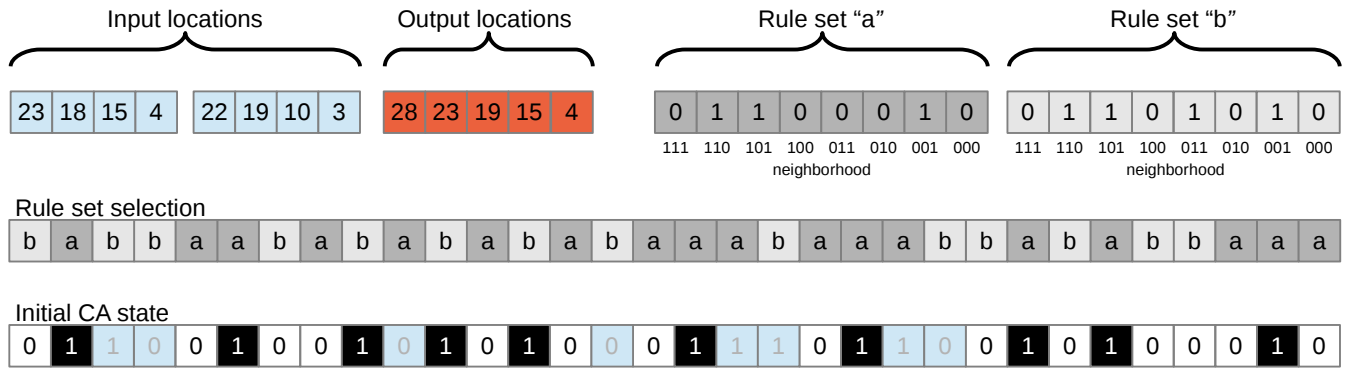 Input locations Output locations Rule set “a” Rule set “b”
23 18 15 4 22 19 10 3 28 23 19 15 4 0 1 1 0 0 0 1 0 0 1 1 0 1 0 1 0
111 110 101 100 011 010 001 000 111 110 101 100 011 010 001 000
neighborhood neighborhood
Rule set selection
b a b b a a b a b a b a b a b a a a b a a a b b a b a b b a a a
Initial CA state
0 1 1 0 0 1 0 0 1 0 1 0 1 0 0 0 1 1 1 0 1 1 0 0 1 0 1 0 0 0 1 0